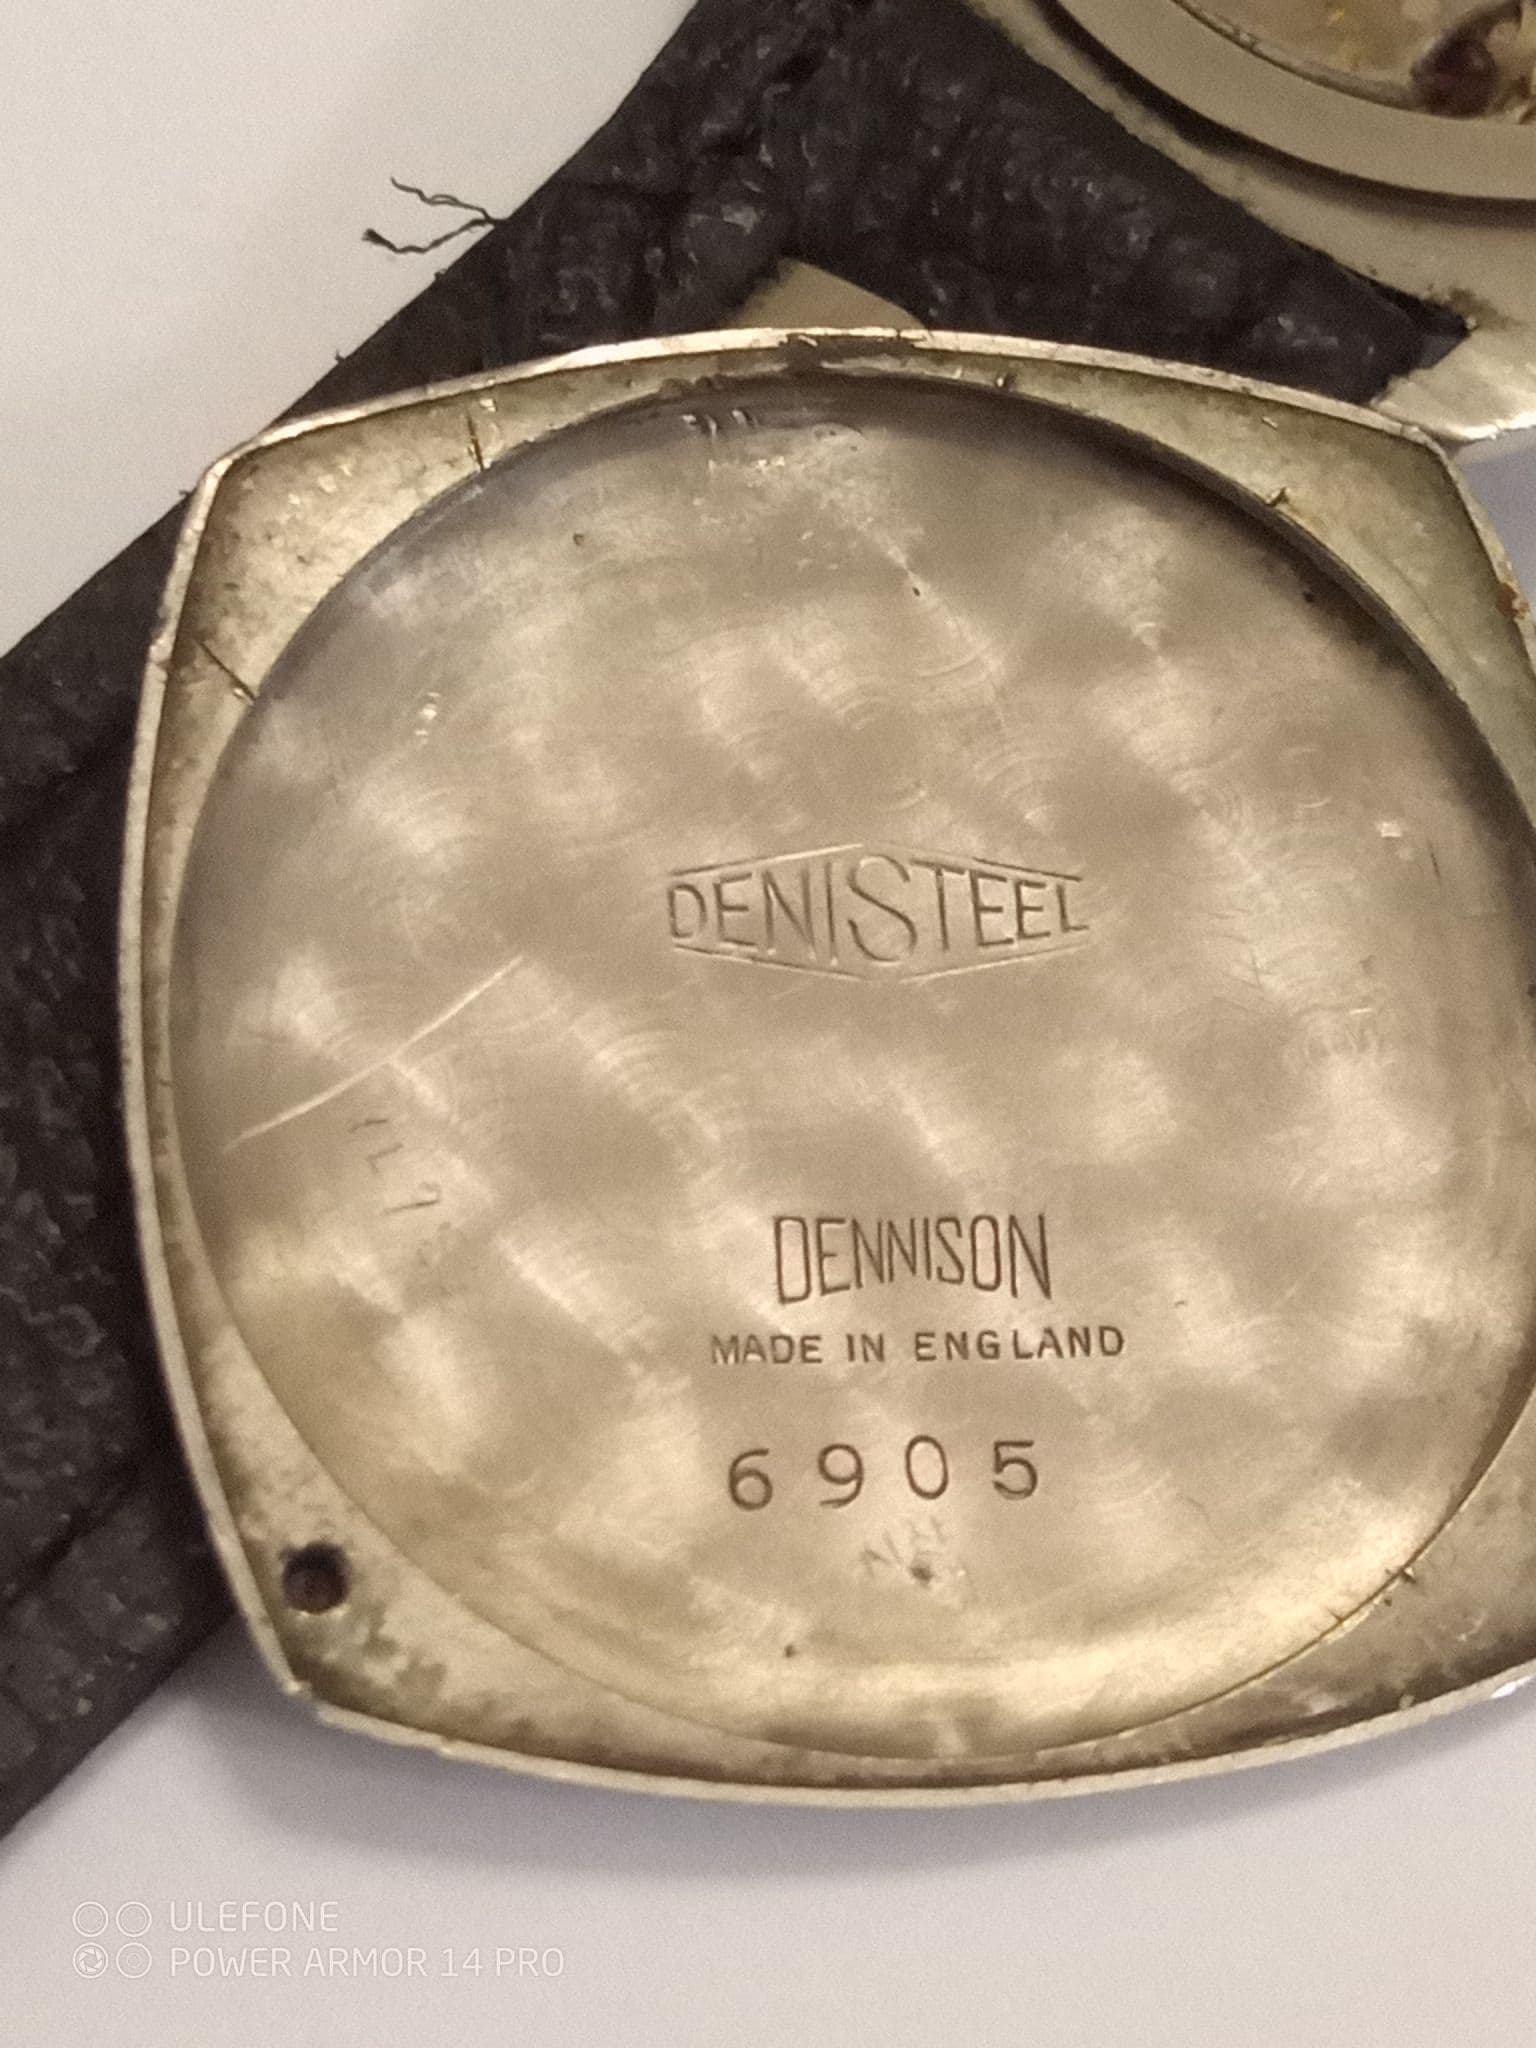 DENISTEEL
DENNISON
MADE IN ENGLAND
6905
ULEFONE
POWER ARMOR 14 PRO